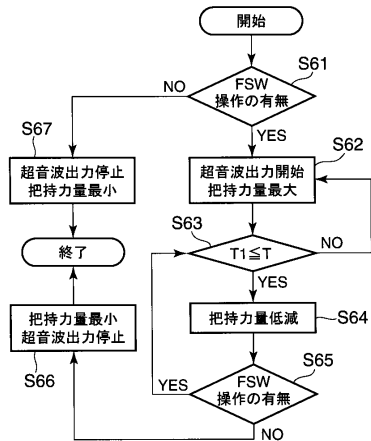 開始
S61
FSW
操作の有無
NO
YES
S67
超音波出力停止
把持力量最小
S62
超音波出力開始
把持力量最大
終了
S63
T1≦T
NO
YES
把持力量最小
超音波出力停止
S66
把持力量低減
S64
S65
FSW
操作の有無
YES
NO